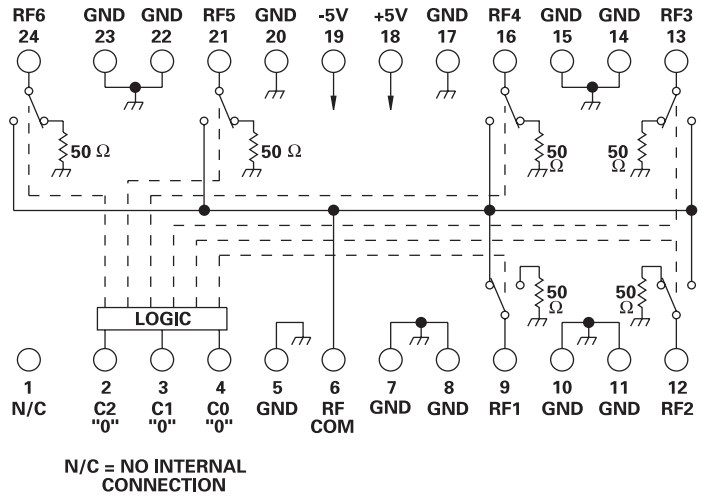 RF6 GND GND RF5 GND -5V +5V GND RF4 GND GND RF3
24 23 22 21 20 19 18 17 16 15 14 13
50 Ω 50 Ω 50 Ω 50 Ω
50 Ω 50 Ω
LOGIC
1 2 3 4 5 6 7 8 9 10 11 12
N/C C2 C1 C0 GND RF GND GND RF1 GND GND RF2
"0" "0" "0" COM
N/C = NO INTERNAL
CONNECTION